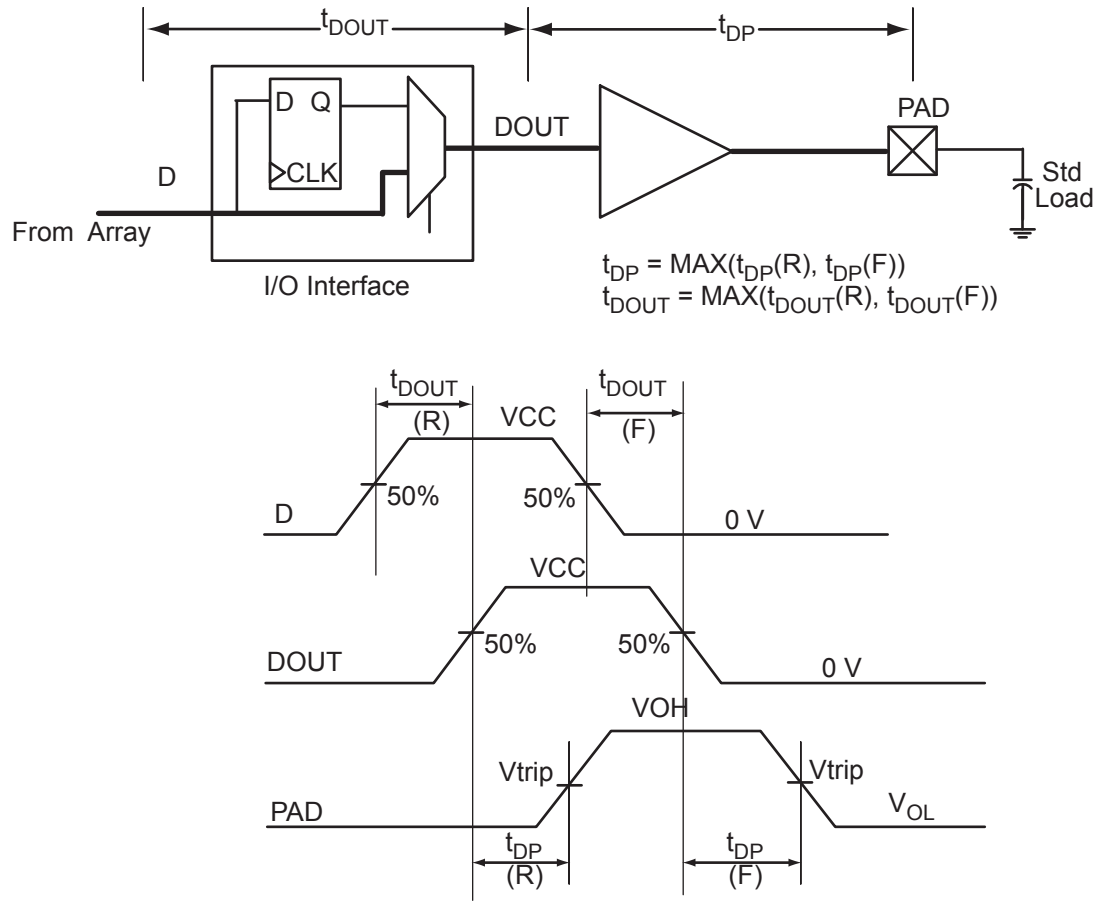 tDOUT
tDP
D Q
CLK
DOUT
PAD
D
Std
Load
From Array
I/O Interface
tDP = MAX(tDP(R), tDP(F))
tDOUT = MAX(tDOUT(R), tDOUT(F))
tDOUT
(R)
VCC
tDOUT
(F)
50%
50%
D
0 V
VCC
50%
50%
DOUT
0 V
VOH
Vtrip
Vtrip
PAD
VOL
tDP
(R)
tDP
(F)